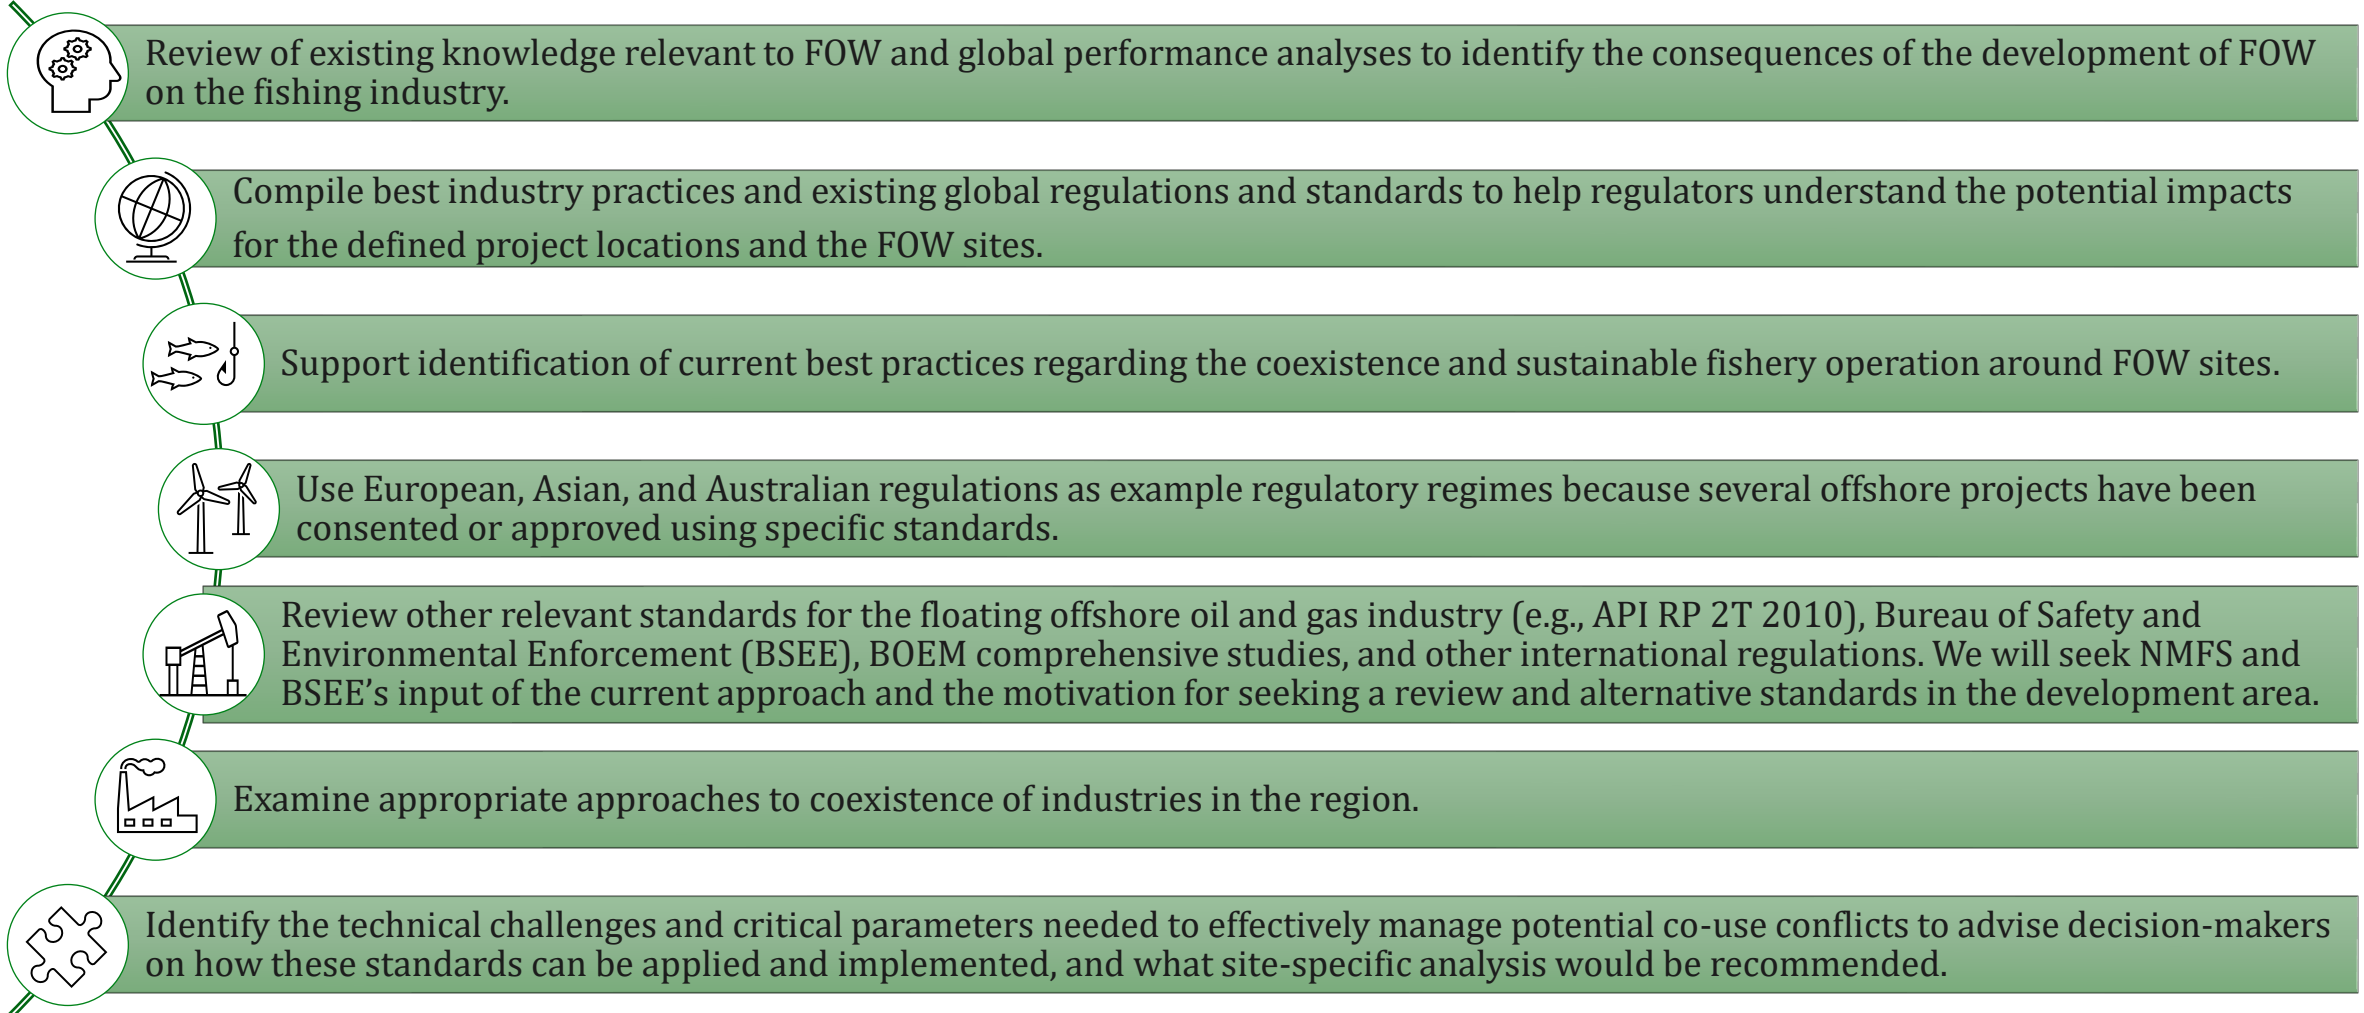 Review of existing knowledge relevant to FOW and global performance analyses to identify the consequences of the development of FOW
on the fishing industry.
Compile best industry practices and existing global regulations and standards to help regulators understand the potential impacts
for the defined project locations and the FOW sites.
Support identification of current best practices regarding the coexistence and sustainable fishery operation around FOW sites.
Use European, Asian, and Australian regulations as example regulatory regimes because several offshore projects have been
consented or approved using specific standards.
Review other relevant standards for the floating offshore oil and gas industry (e.g., API RP 2T 2010), Bureau of Safety and
Environmental Enforcement (BSEE), BOEM comprehensive studies, and other international regulations. We will seek NMFS and
BSEE’s input of the current approach and the motivation for seeking a review and alternative standards in the development area.
Examine appropriate approaches to coexistence of industries in the region.
Identify the technical challenges and critical parameters needed to effectively manage potential co-use conflicts to advise decision-makers
on how these standards can be applied and implemented, and what site-specific analysis would be recommended.